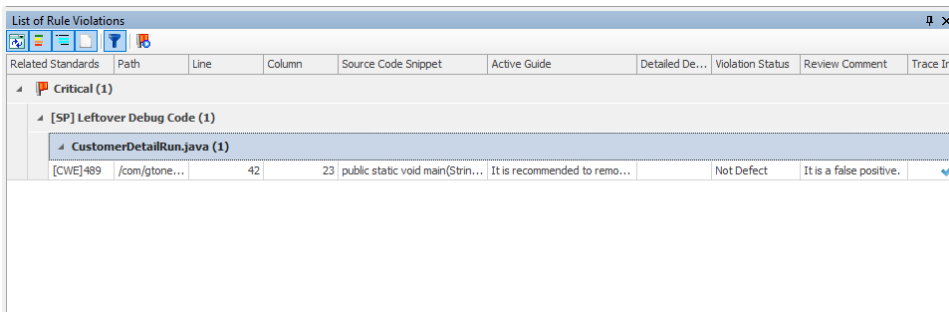 List of Rule Violations
Related Standards Path Line Column Source Code Snippet Active Guide Detailed De... Violation Status Review Comment Trace In
Critical (1)
[SP] Leftover Debug Code (1)
CustomerDetailRun.java (1)
[CWE]489 /com/gtone... 42 23 public static void main(Strin... It is recommended to remo... Not Defect It is a false positive.